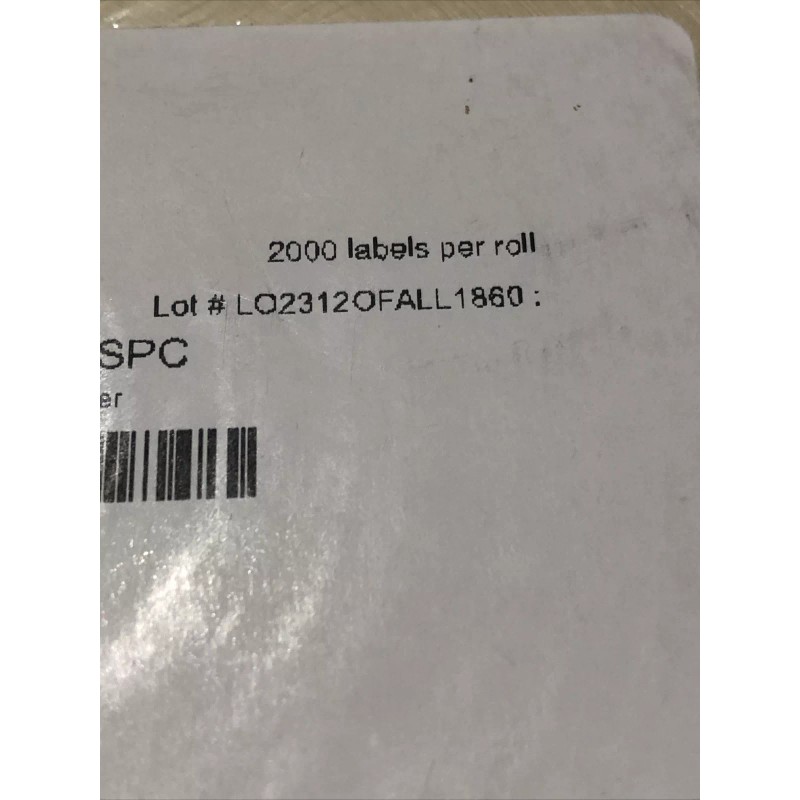 2000 labels per roll
Lot # LO2312OFALL1860 :
SPC
er